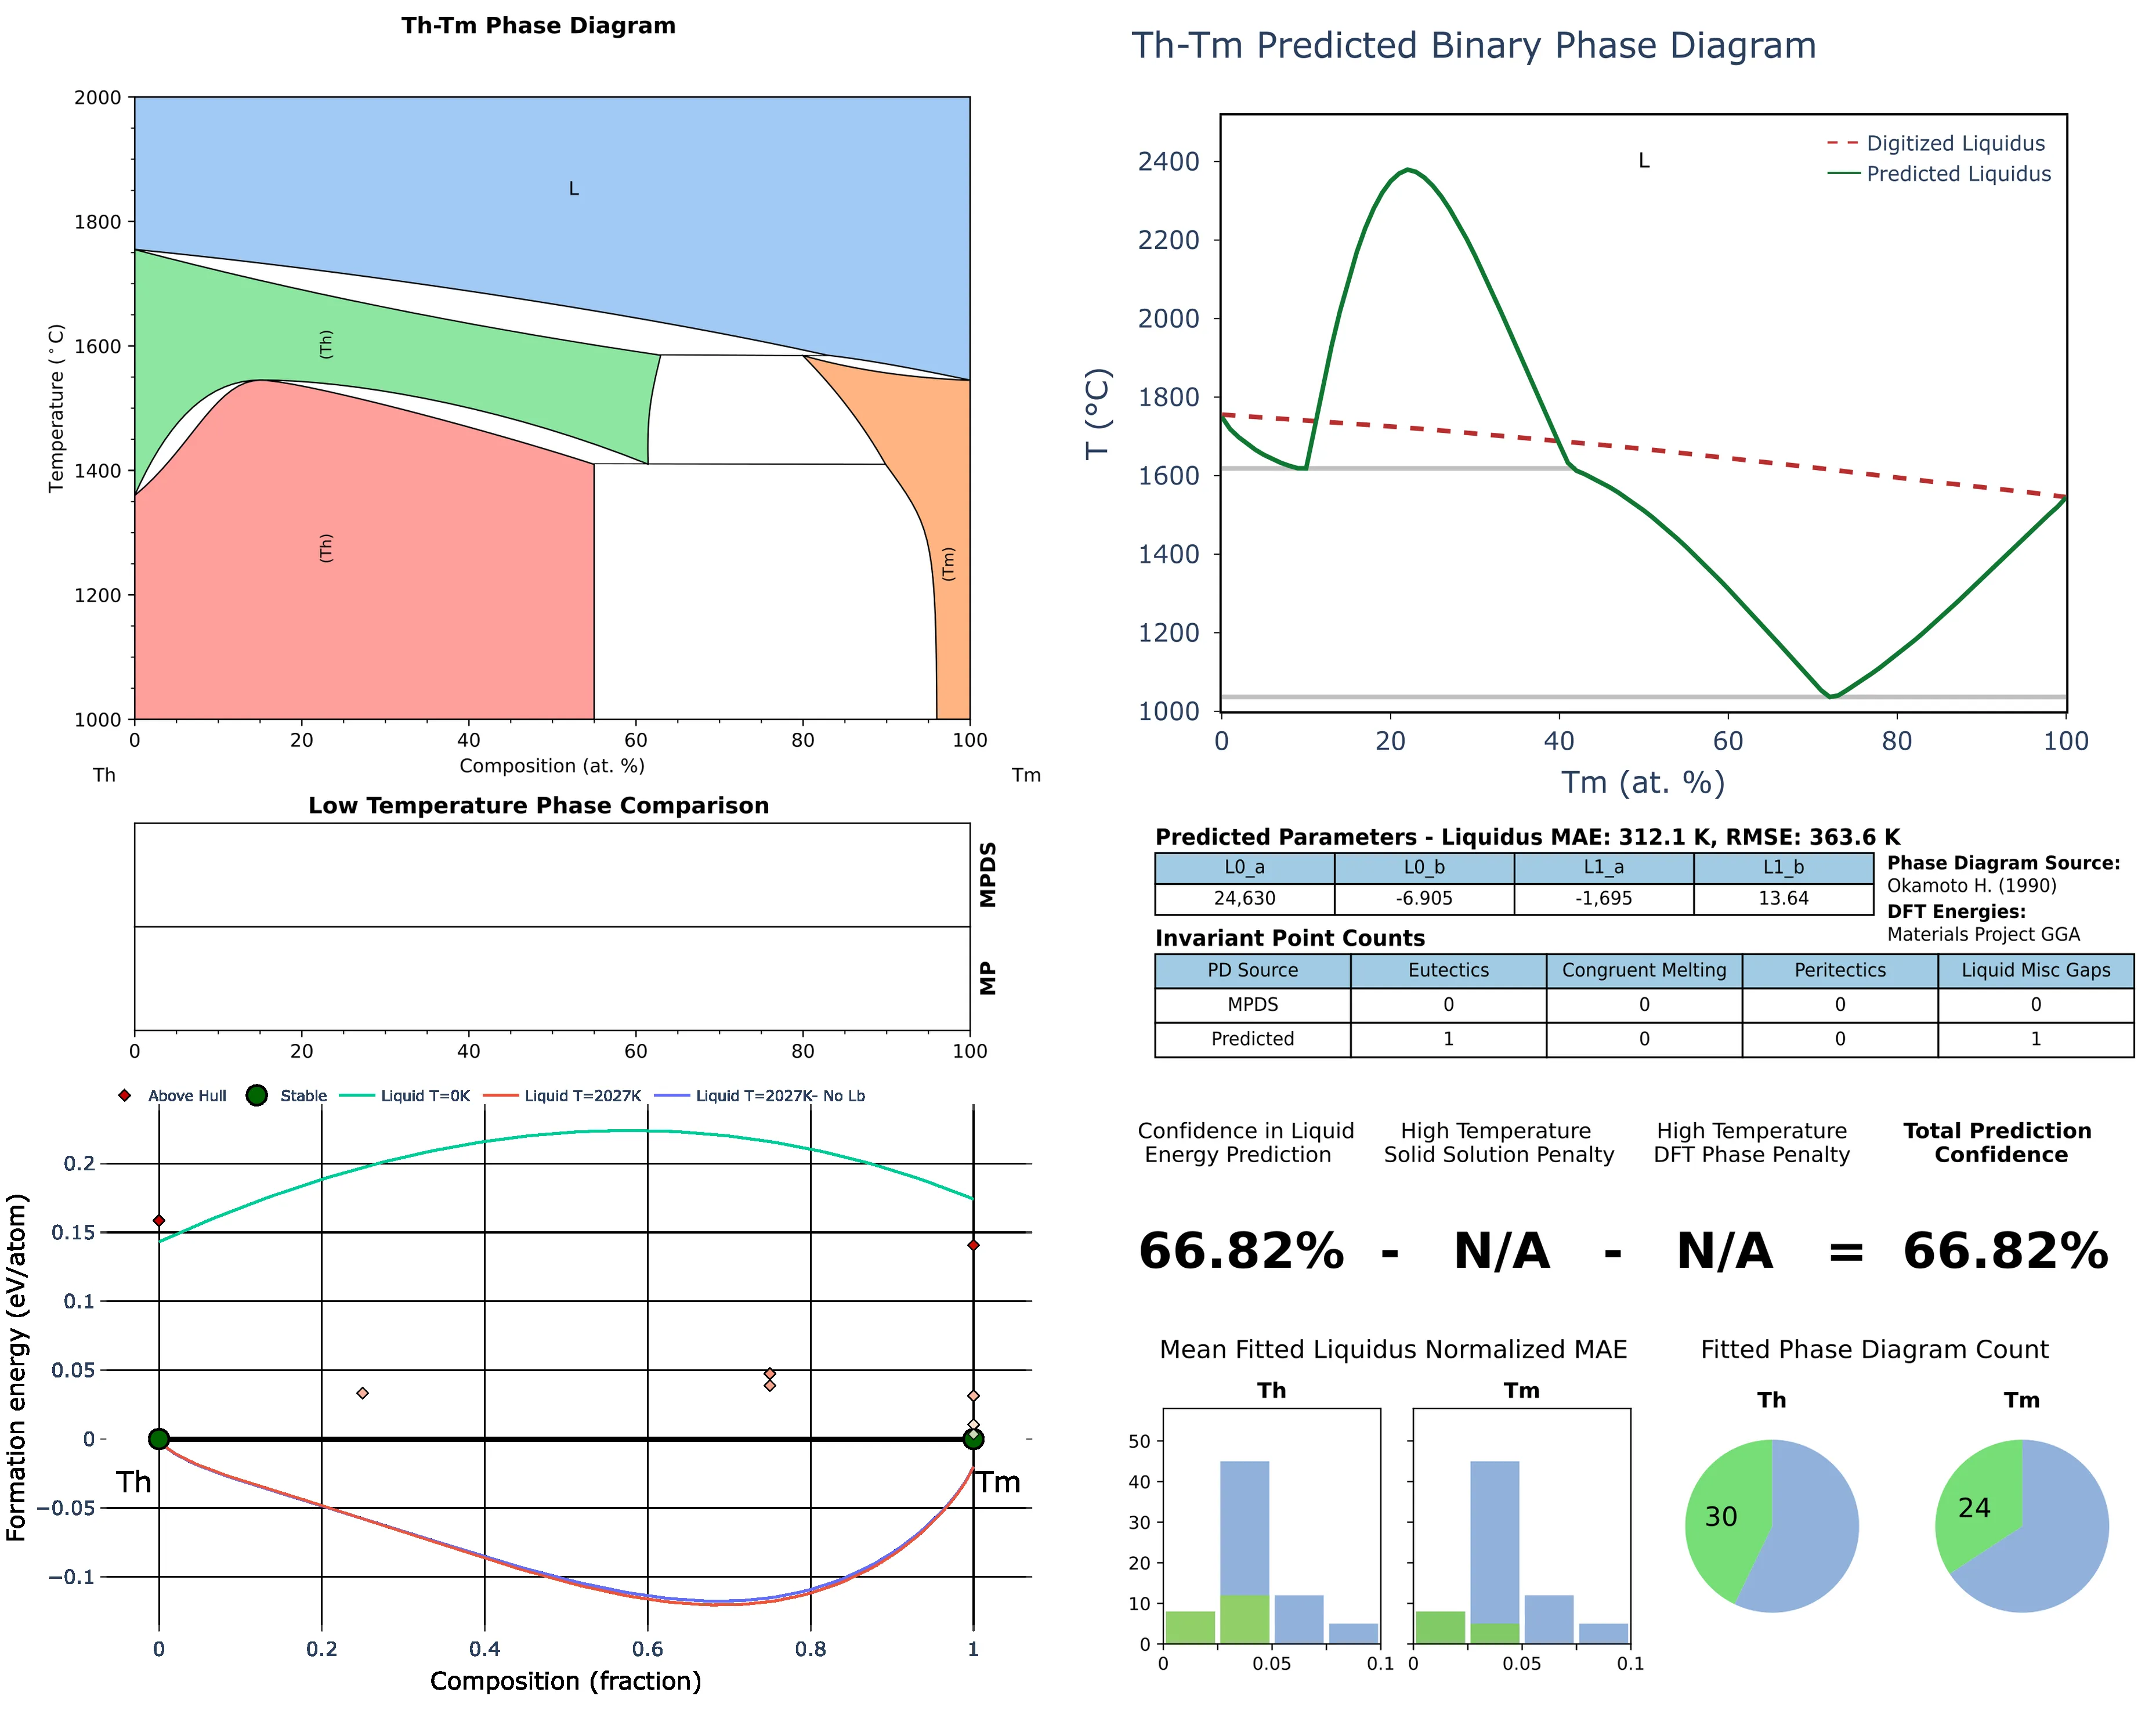 Th-Tm Phase Diagram
2000
1800
1600
1400
1200
1000
Temperature (°C)
L
(Th)
(Th)
(Tm)
0 20 40 60 80 100
Th Composition (at. %) Tm
Low Temperature Phase Comparison
MPDS
MP
0 20 40 60 80 100
Above Hull Stable Liquid T=0K Liquid T=2027K Liquid T=2027K- No Lb
0.2
0.15
0.1
0.05
0
−0.05
−0.1
Formation energy (eV/atom)
Th Tm
0 0.2 0.4 0.6 0.8 1
Composition (fraction)
Th-Tm Predicted Binary Phase Diagram
2400
2200
2000
1800
1600
1400
1200
1000
T (°C)
L
Digitized Liquidus
Predicted Liquidus
0 20 40 60 80 100
Tm (at. %)
Predicted Parameters - Liquidus MAE: 312.1 K, RMSE: 363.6 K
L0_a L0_b L1_a L1_b
24,630 -6.905 -1,695 13.64
Phase Diagram Source:
Okamoto H. (1990)
DFT Energies:
Materials Project GGA
Invariant Point Counts
PD Source Eutectics Congruent Melting Peritectics Liquid Misc Gaps
MPDS 0 0 0 0
Predicted 1 0 0 1
Confidence in Liquid
Energy Prediction
High Temperature
Solid Solution Penalty
High Temperature
DFT Phase Penalty
Total Prediction
Confidence
66.82% - N/A - N/A = 66.82%
Mean Fitted Liquidus Normalized MAE
Th Tm
50
40
30
20
10
0
0 0.05 0.1 0 0.05 0.1
Fitted Phase Diagram Count
Th Tm
30 24